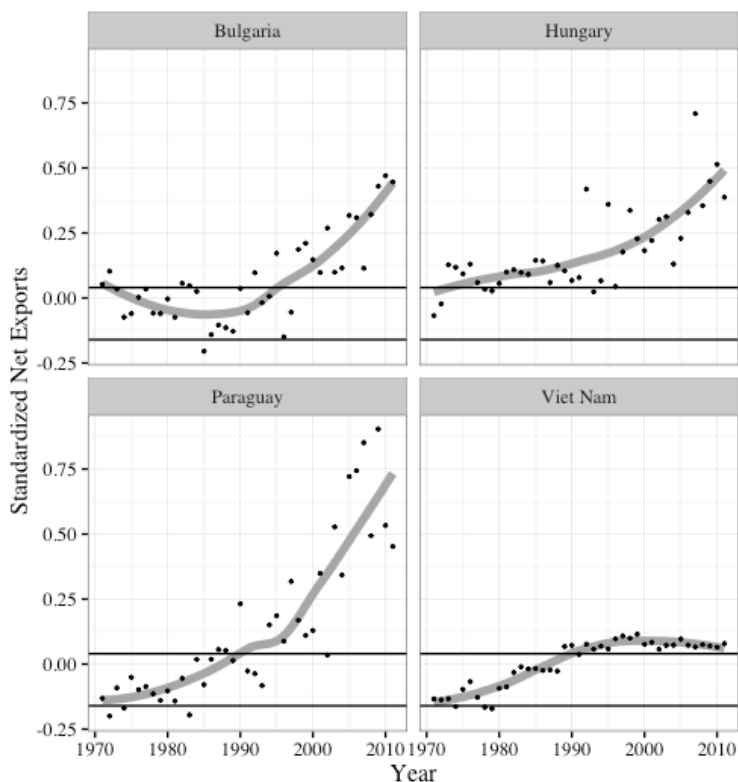 Bulgaria
Hungary
0.75
0.50
0.25
0.00
-0.25
Paraguay
Viet Nam
0.75
0.50
0.25
0.00
-0.25
1970 1980 1990 2000 2010 1970 1980 1990 2000 2010
Year
Standardized Net Exports